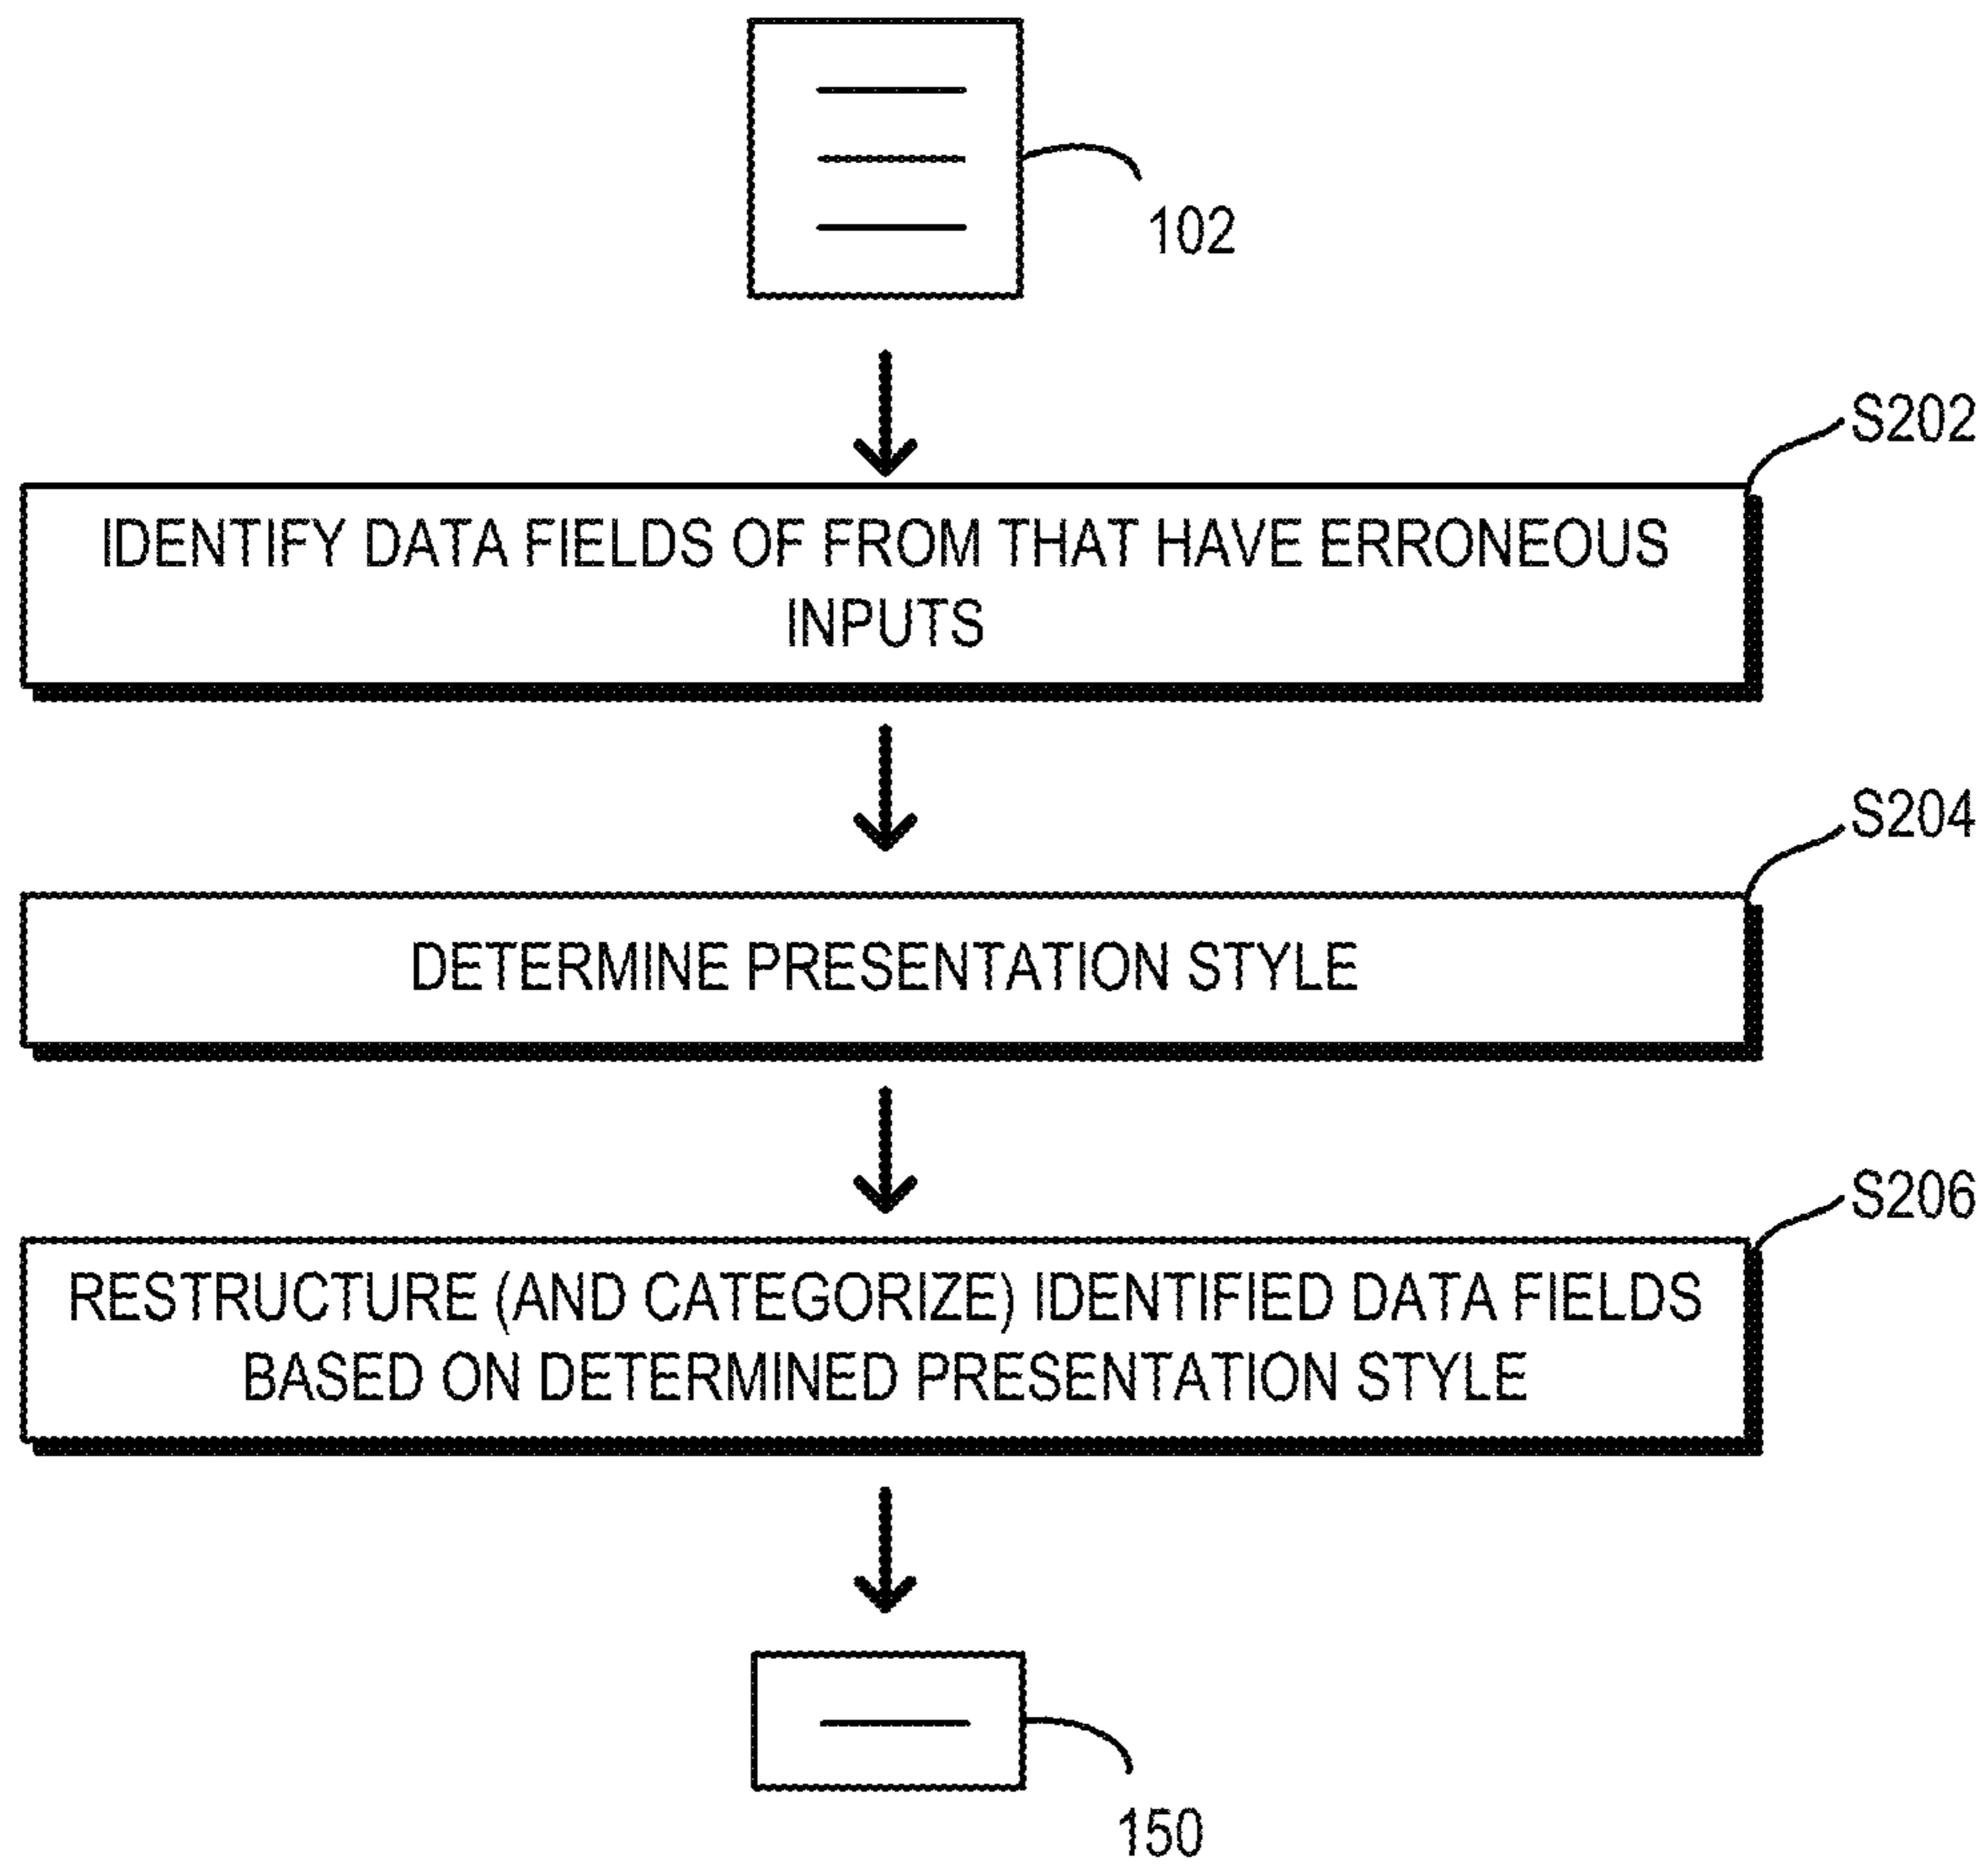 102
S202
IDENTIFY DATA FIELDS OF FROM THAT HAVE ERRONEOUS
INPUTS
S204
DETERMINE PRESENTATION STYLE
S206
RESTRUCTURE (AND CATEGORIZE) IDENTIFIED DATA FIELDS
BASED ON DETERMINED PRESENTATION STYLE
150